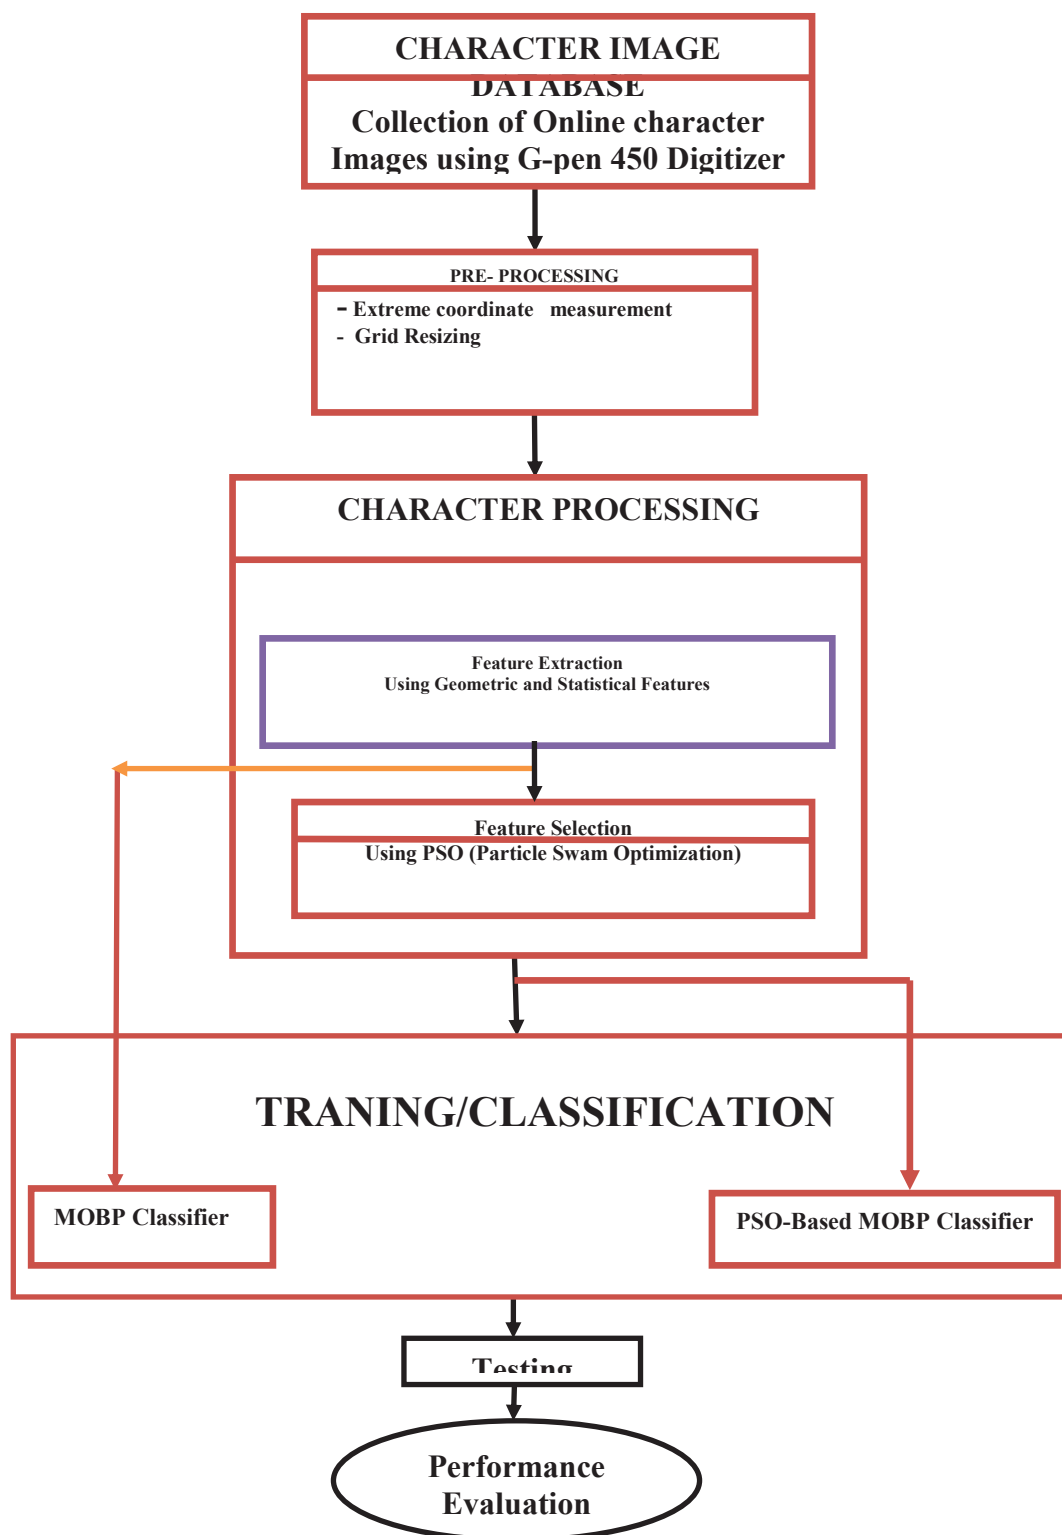 CHARACTER IMAGE
DATABASE
Collection of Online character
Images using G-pen 450 Digitizer
PRE- PROCESSING
- Extreme coordinate measurement
- Grid Resizing
CHARACTER PROCESSING
Feature Extraction
Using Geometric and Statistical Features
Feature Selection
Using PSO (Particle Swam Optimization)
TRANING/CLASSIFICATION
MOBP Classifier
PSO-Based MOBP Classifier
Testing
Performance
Evaluation